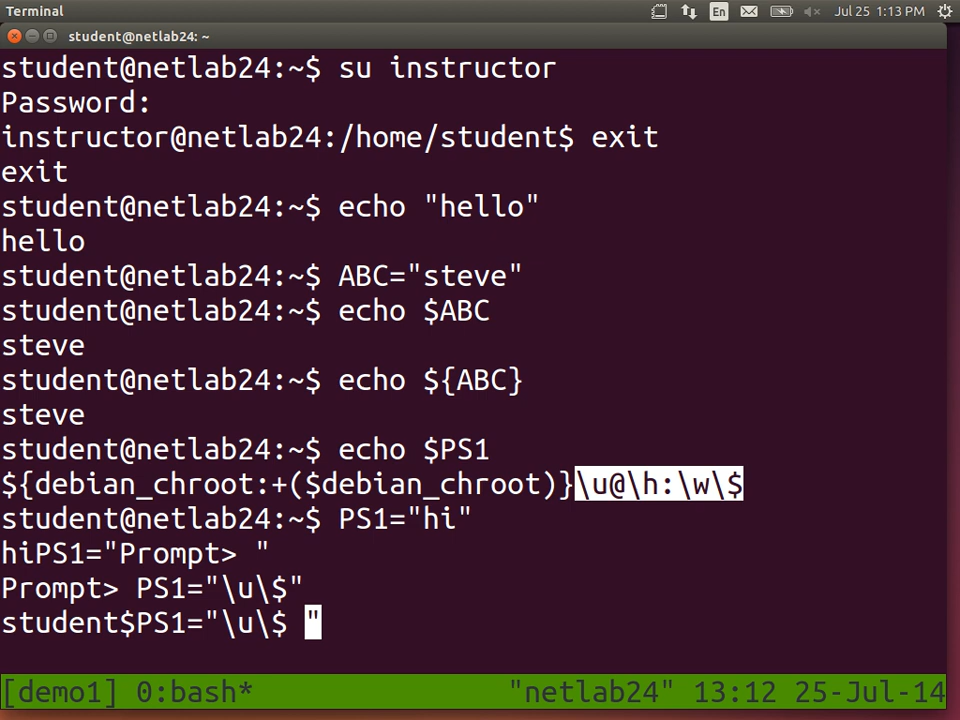 Terminal En Jul 25 1:13 PM
student@netlab24: ~
student@netlab24:~$ su instructor
Password:
instructor@netlab24:/home/student$ exit
exit
student@netlab24:~$ echo "hello"
hello
student@netlab24:~$ ABC="steve"
student@netlab24:~$ echo $ABC
steve
student@netlab24:~$ echo ${ABC}
steve
student@netlab24:~$ echo $PS1
${debian_chroot:+($debian_chroot)}\u@\h:\w\$
student@netlab24:~$ PS1="hi"
hiPS1="Prompt> "
Prompt> PS1="\u\$"
student$PS1="\u\$ "
[demo1] 0:bash* "netlab24" 13:12 25-Jul-14